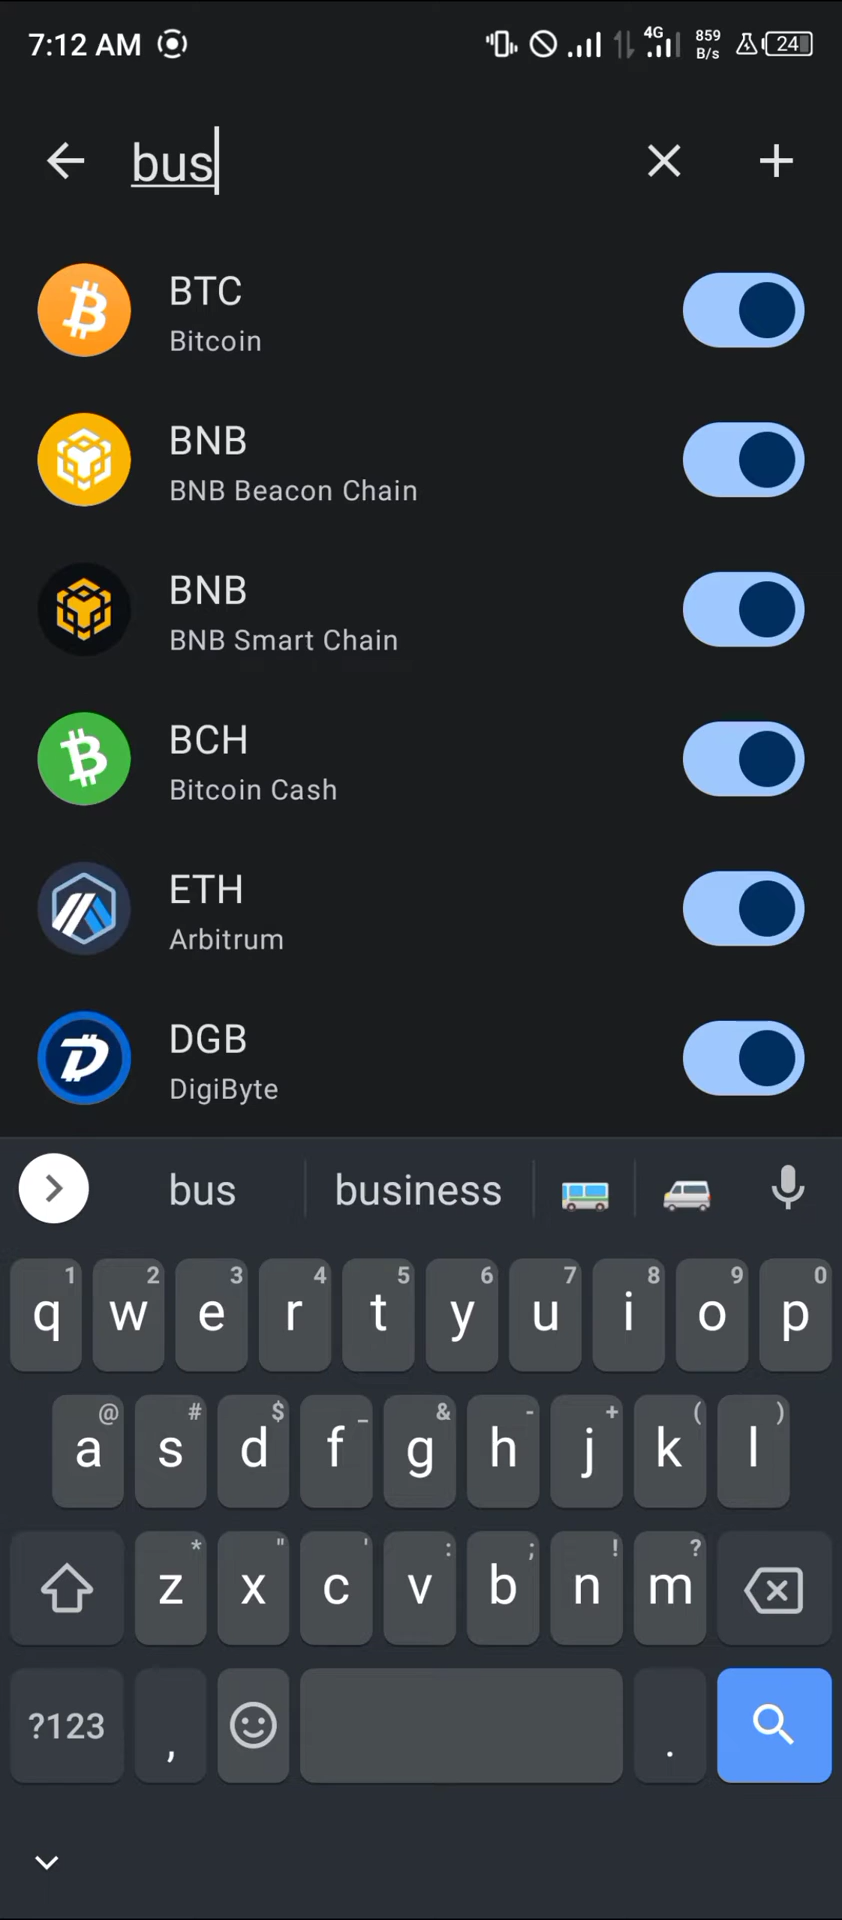 7:12 AM
4G
859
B/s
24
bus
BTC
Bitcoin
BNB
BNB Beacon Chain
BNB
BNB Smart Chain
BCH
Bitcoin Cash
ETH
Arbitrum
DGB
DigiByte
bus business
1 2 3 4 5 6 7 8 9 0
q w e r t y u i o p
@ # $ _ & - + ( )
a s d f g h j k l
* " ' : ; ! ?
z x c v b n m
?123 , .